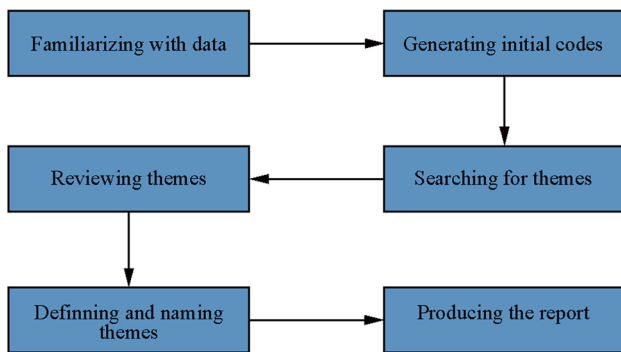 Familiarizing with data
Generating initial codes
Searching for themes
Reviewing themes
Definning and naming
themes
Producing the report